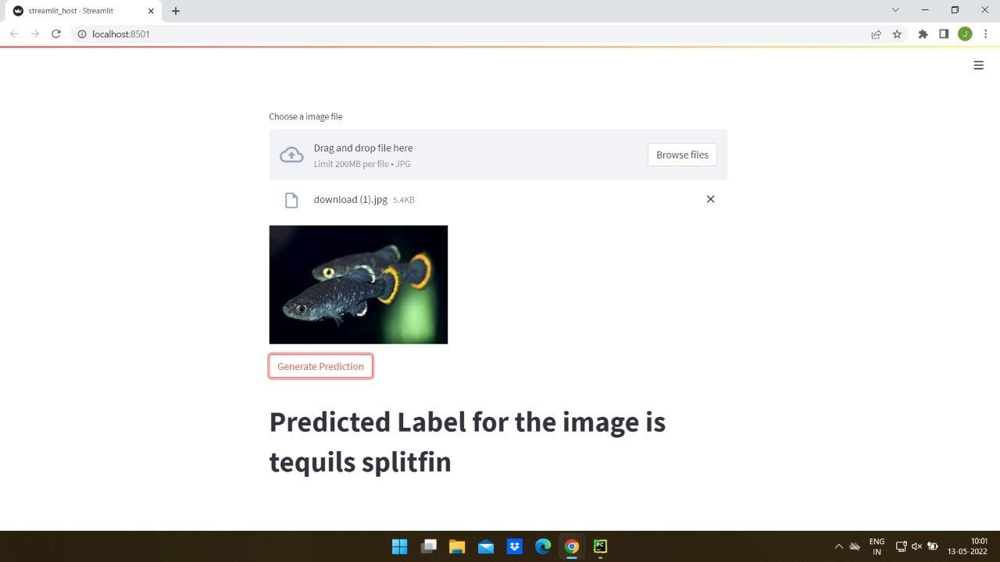 streamlit_host · Streamlit
localhost:8501
J
Choose a image file
Drag and drop file here
Limit 200MB per file • JPG
Browse files
download (1).jpg 5.4KB
Generate Prediction
Predicted Label for the image is
tequils splitfin
PC
ENG
IN
10:01
13-05-2022